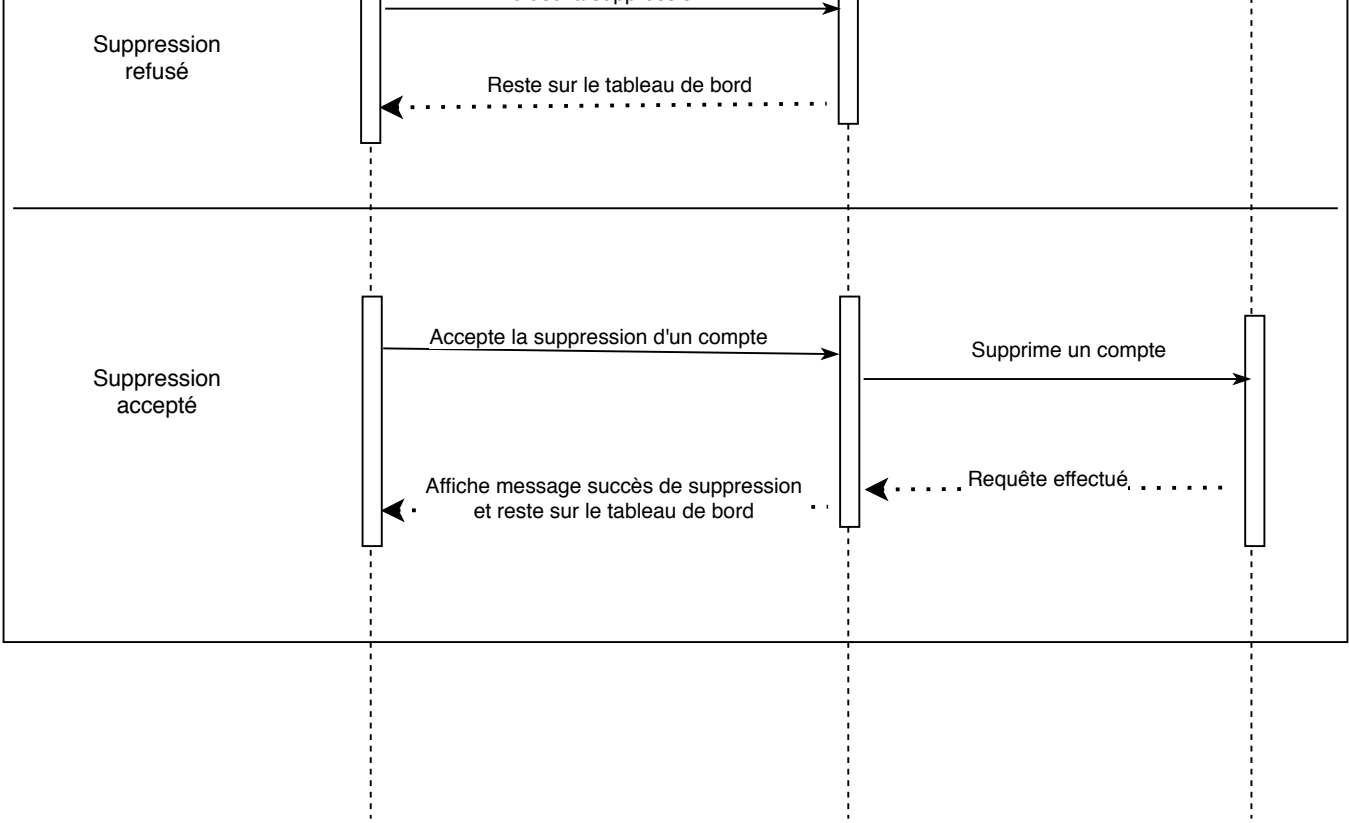 Suppression
refusé
Reste sur le tableau de bord
Accepte la suppression d'un compte
Supprime un compte
Suppression
accepté
Requête effectué
Affiche message succès de suppression
et reste sur le tableau de bord